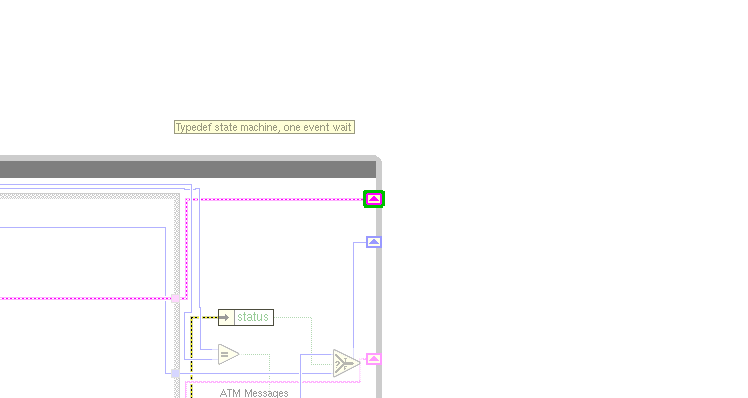 Typedef state machine, one event wait
status
=
?
T
F
ATM Messages